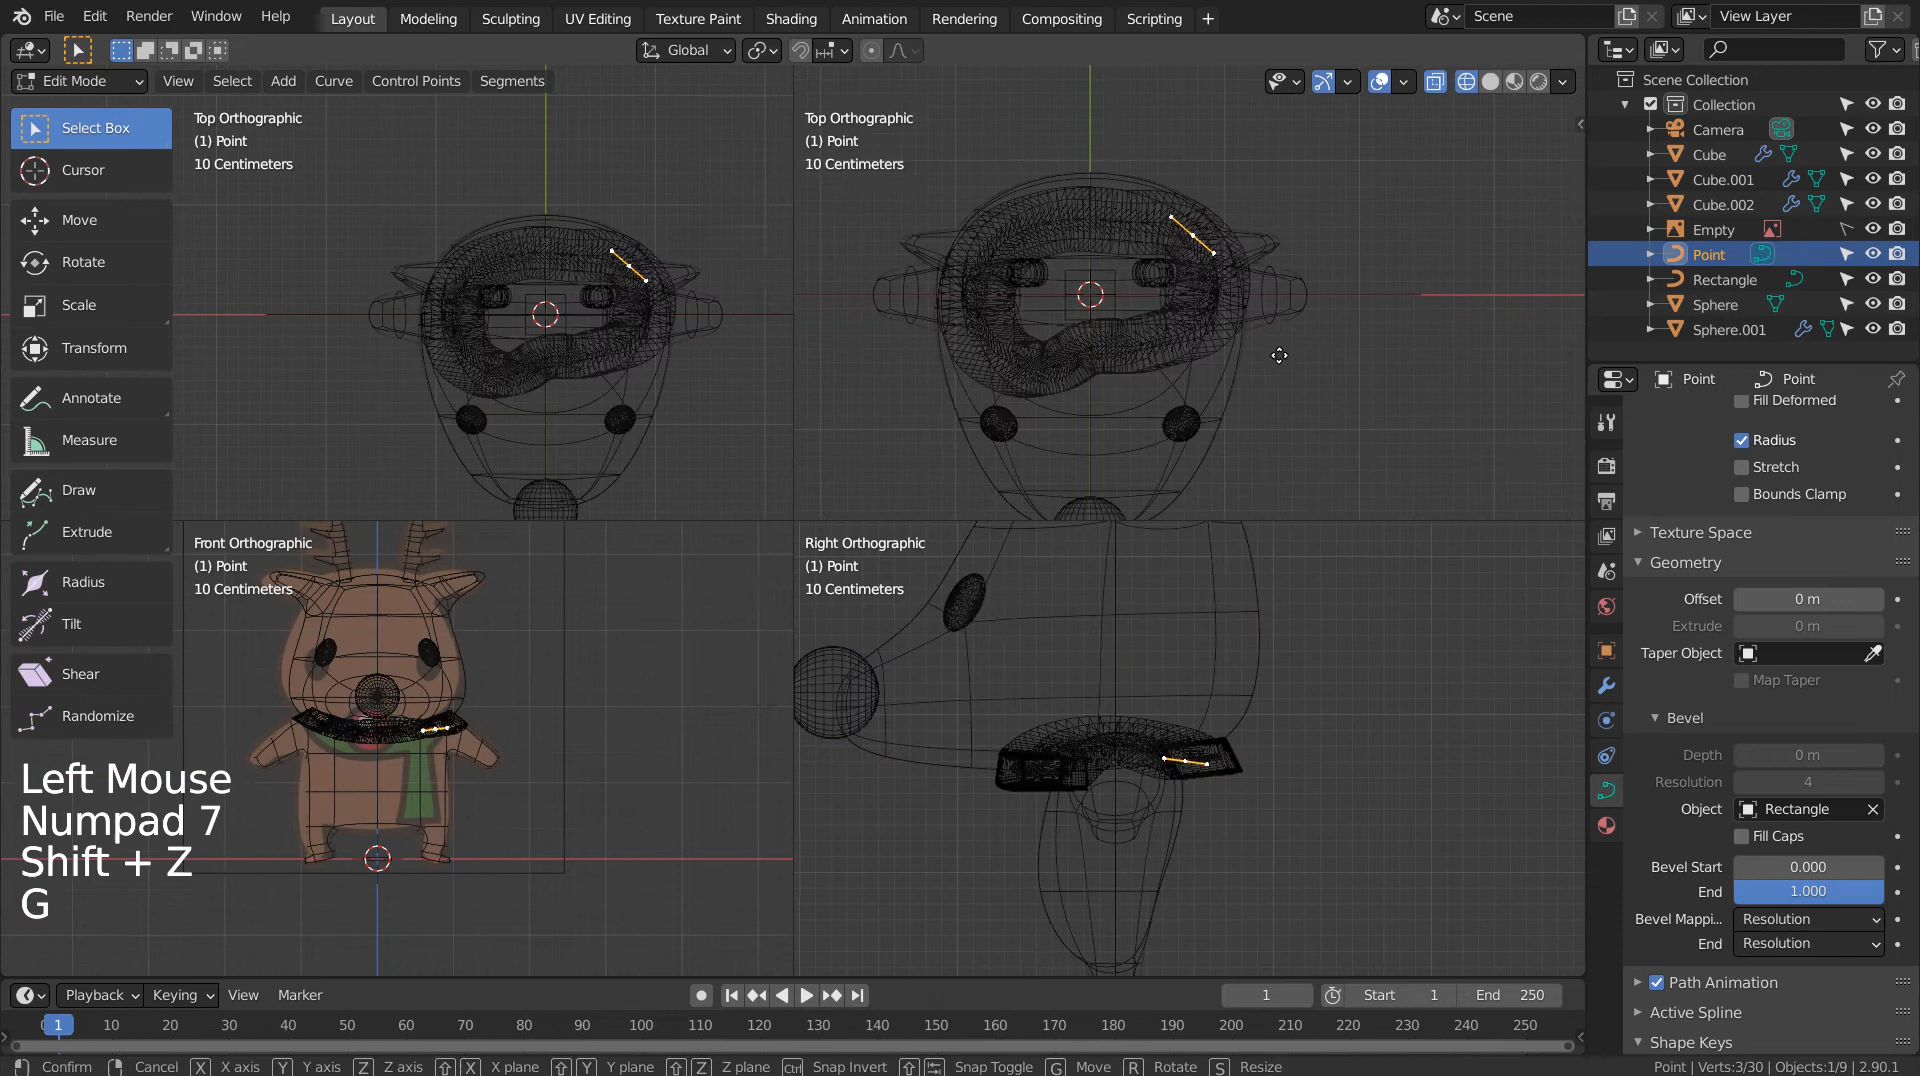 File Edit Render Window Help Layout Modeling Sculpting UV Editing Texture Paint Shading Animation Rendering Compositing Scripting + Scene View Layer
Global
Edit Mode View Select Add Curve Control Points Segments
Select Box
Cursor
Move
Rotate
Scale
Transform
Annotate
Measure
Draw
Extrude
Radius
Tilt
Shear
Randomize
Top Orthographic
(1) Point
10 Centimeters
Top Orthographic
(1) Point
10 Centimeters
Front Orthographic
(1) Point
10 Centimeters
Right Orthographic
(1) Point
10 Centimeters
Left Mouse
Numpad 7
Shift + Z
G
Scene Collection
Collection
Camera
Cube
Cube.001
Cube.002
Empty
Point
Rectangle
Sphere
Sphere.001
Point Point
Fill Deformed
Radius
Stretch
Bounds Clamp
Texture Space
Geometry
Offset 0 m
Extrude 0 m
Taper Object
Map Taper
Bevel
Depth 0 m
Resolution 4
Object Rectangle
Fill Caps
Bevel Start 0.000
End 1.000
Bevel Mappi... Resolution
End Resolution
Path Animation
Active Spline
Shape Keys
Playback Keying View Marker 1 Start 1 End 250
1 10 20 30 40 50 60 70 80 90 100 110 120 130 140 150 160 170 180 190 200 210 220 230 240 250
Confirm Cancel X X axis Y Y axis Z Z axis X X plane Y Y plane Z Z plane Ctrl Snap Invert Snap Toggle G Move R Rotate S Resize Point | Verts:3/30 | Objects:1/9 | 2.90.1